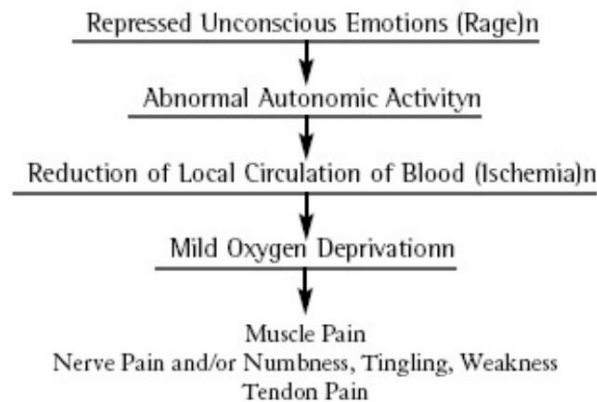 Repressed Unconscious Emotions (Rage)n
Abnormal Autonomic Activityn
Reduction of Local Circulation of Blood (Ischemia)n
Mild Oxygen Deprivationn
Muscle Pain
Nerve Pain and/or Numbness, Tingling, Weakness
Tendon Pain